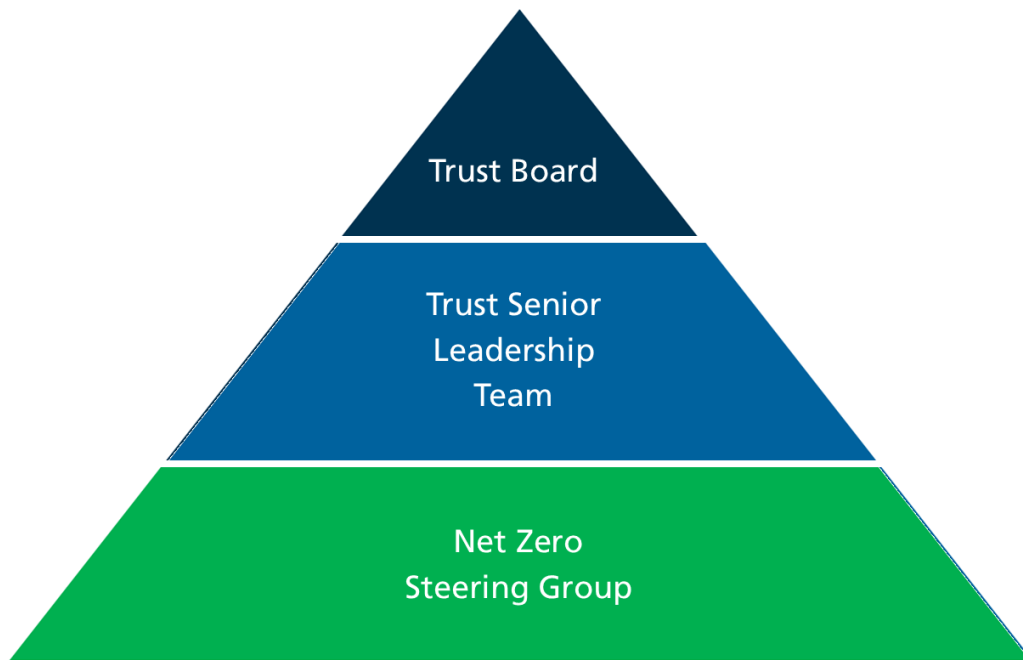 Trust Board
Trust Senior
Leadership
Team
Net Zero
Steering Group